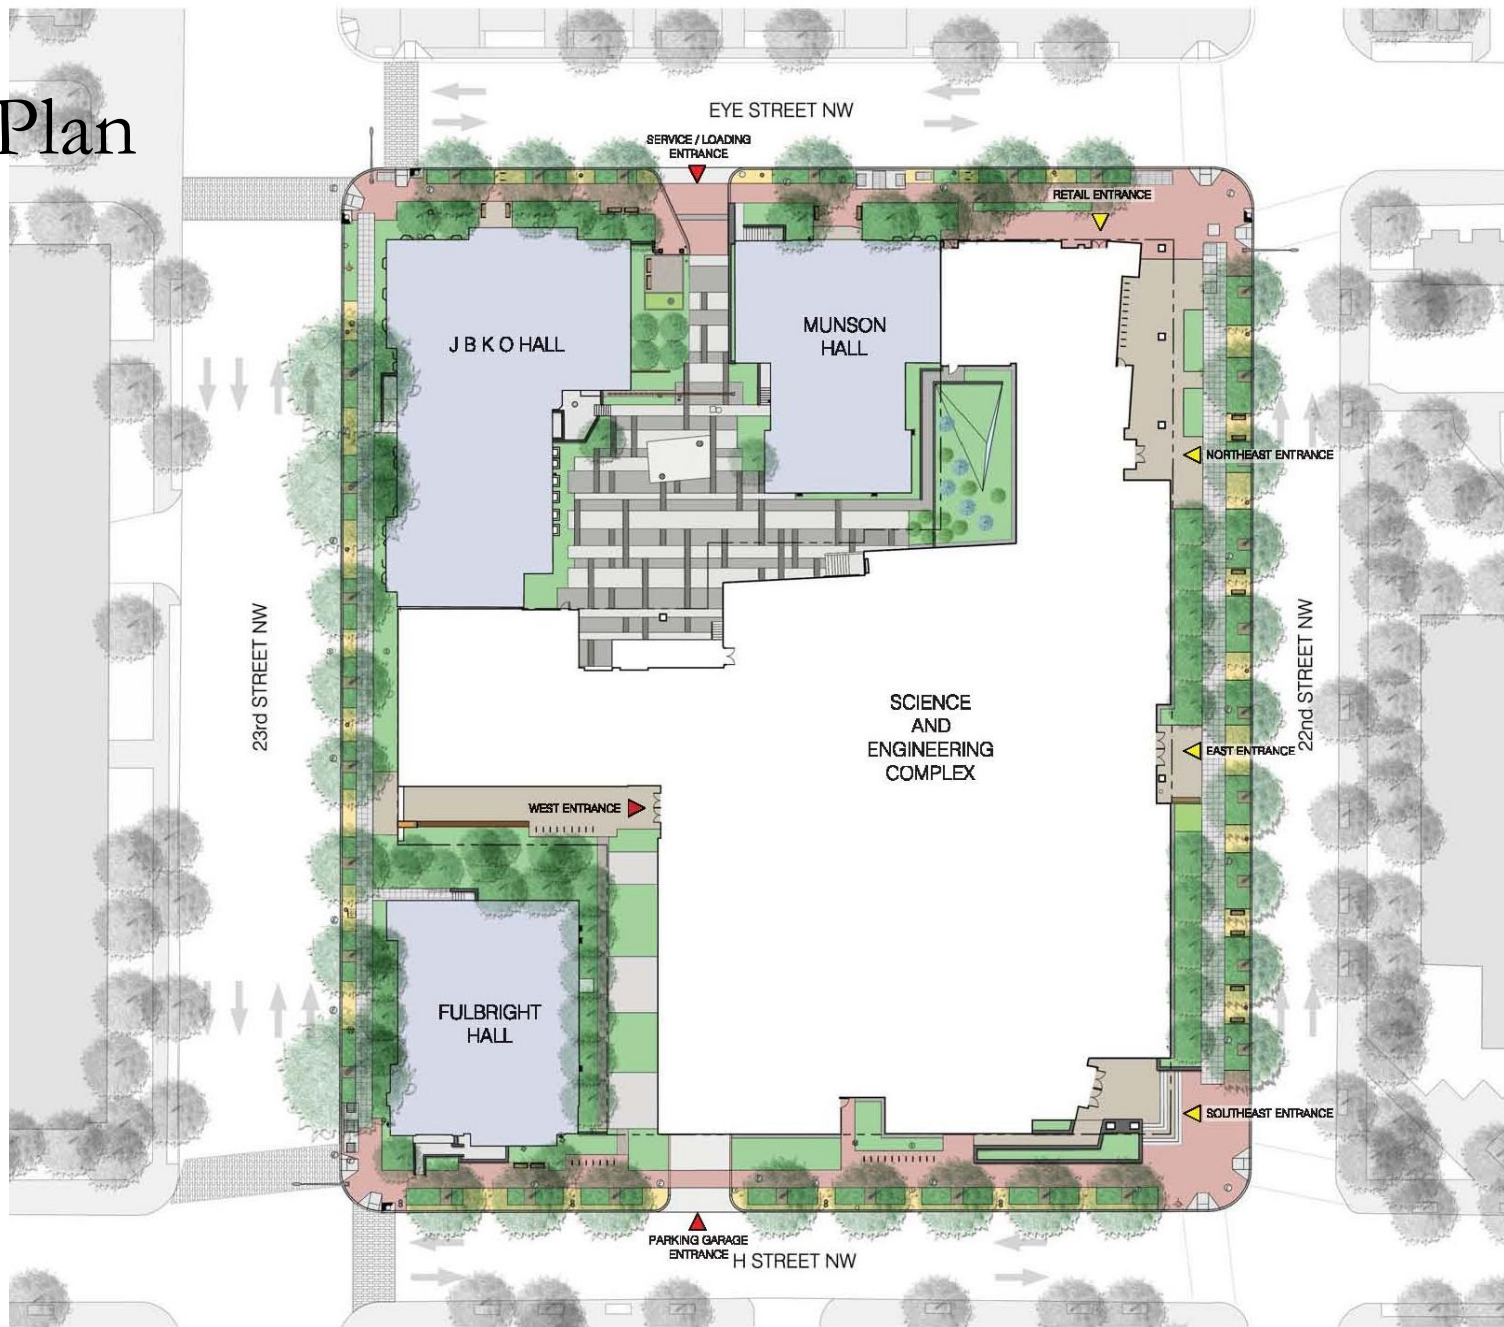 Plan
EYE STREET NW
SERVICE / LOADING
ENTRANCE
RETAIL ENTRANCE
J B K O HALL
MUNSON
HALL
NORTHEAST ENTRANCE
23rd STREET NW
22nd STREET NW
SCIENCE
AND
ENGINEERING
COMPLEX
EAST ENTRANCE
WEST ENTRANCE
FULBRIGHT
HALL
SOUTHEAST ENTRANCE
PARKING GARAGE
ENTRANCE
H STREET NW